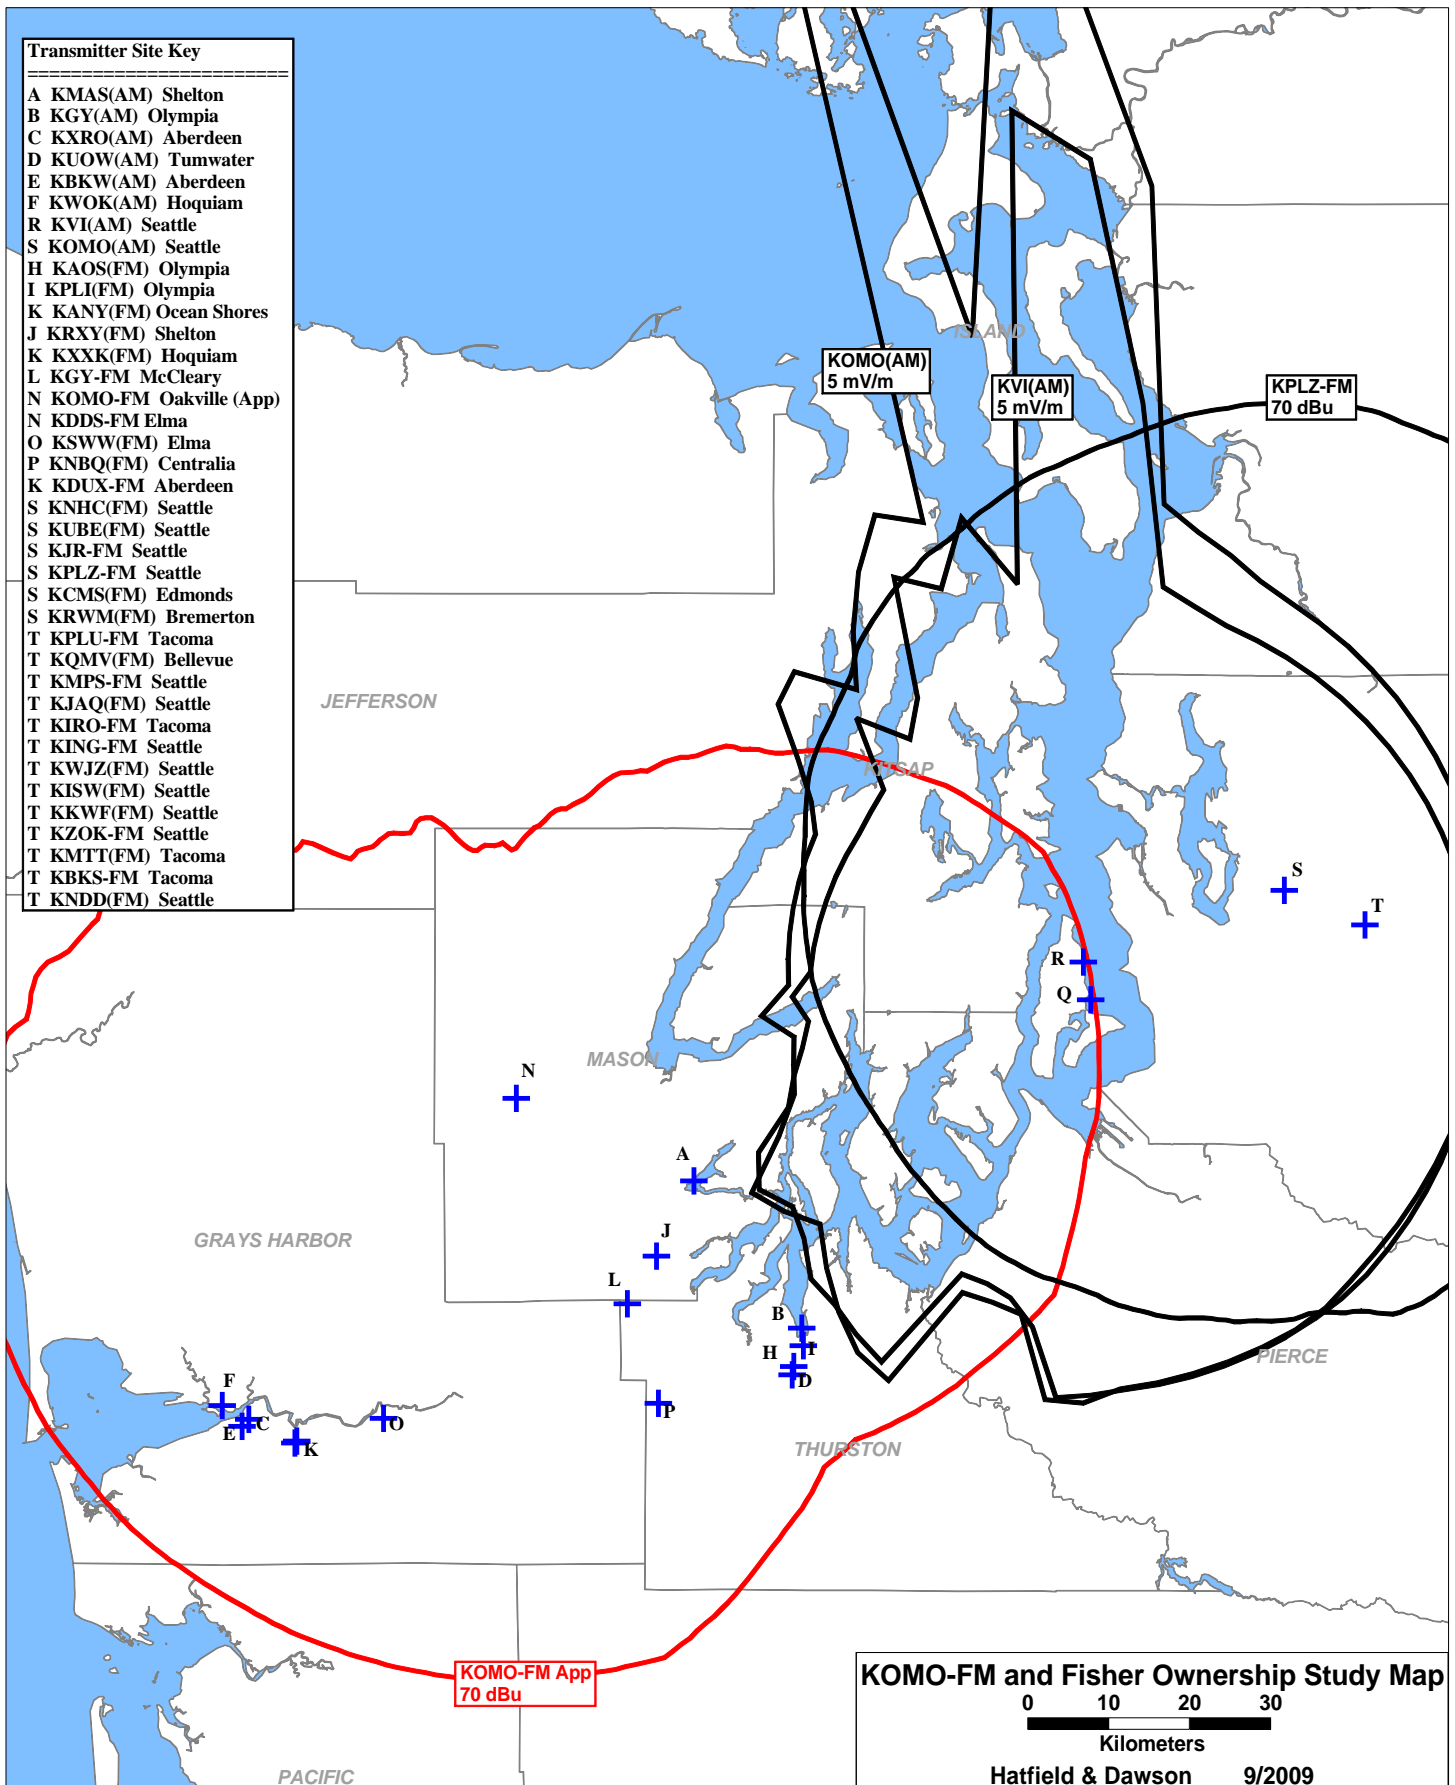 Transmitter Site Key
========================
A KMAS(AM) Shelton
B KGY(AM) Olympia
C KXRO(AM) Aberdeen
D KUOW(AM) Tumwater
E KBKW(AM) Aberdeen
F KWOK(AM) Hoquiam
R KVI(AM) Seattle
S KOMO(AM) Seattle
H KAOS(FM) Olympia
I KPLI(FM) Olympia
K KANY(FM) Ocean Shores
J KRXY(FM) Shelton
K KXXK(FM) Hoquiam
L KGY-FM McCleary
N KOMO-FM Oakville (App)
N KDDS-FM Elma
O KSWW(FM) Elma
P KNBQ(FM) Centralia
K KDUX-FM Aberdeen
S KNHC(FM) Seattle
S KUBE(FM) Seattle
S KJR-FM Seattle
S KPLZ-FM Seattle
S KCMS(FM) Edmonds
S KRWM(FM) Bremerton
T KPLU-FM Tacoma
T KQMV(FM) Bellevue
T KMPS-FM Seattle
T KJAQ(FM) Seattle
T KIRO-FM Tacoma
T KING-FM Seattle
T KWJZ(FM) Seattle
T KISW(FM) Seattle
T KKWF(FM) Seattle
T KZOK-FM Seattle
T KMTT(FM) Tacoma
T KBKS-FM Tacoma
T KNDD(FM) Seattle
ISLAND
KOMO(AM)
5 mV/m
KVI(AM)
5 mV/m
KPLZ-FM
70 dBu
JEFFERSON
KITSAP
S
T
R
Q
MASON
N
A
J
GRAYS HARBOR
L
B
I
H
D
PIERCE
F
C
E
K
O
P
THURSTON
KOMO-FM App
70 dBu
PACIFIC
KOMO-FM and Fisher Ownership Study Map
0 10 20 30
Kilometers
Hatfield & Dawson 9/2009